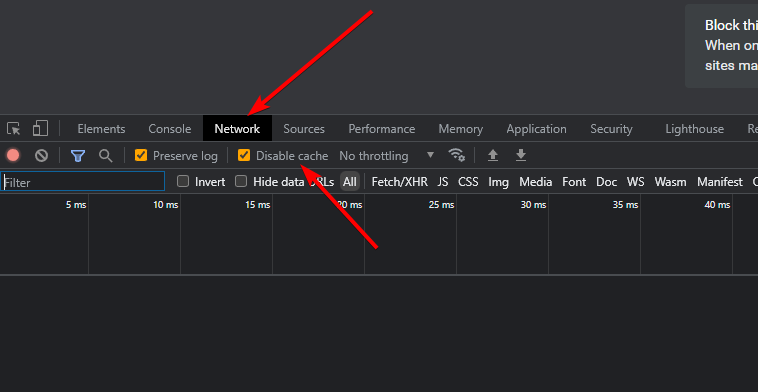 Block thi
When on
sites ma
Elements Console Network Sources Performance Memory Application Security Lighthouse Re
Preserve log Disable cache No throttling
Filter Invert Hide data URLs All Fetch/XHR JS CSS Img Media Font Doc WS Wasm Manifest C
5 ms 10 ms 15 ms 20 ms 25 ms 30 ms 35 ms 40 ms